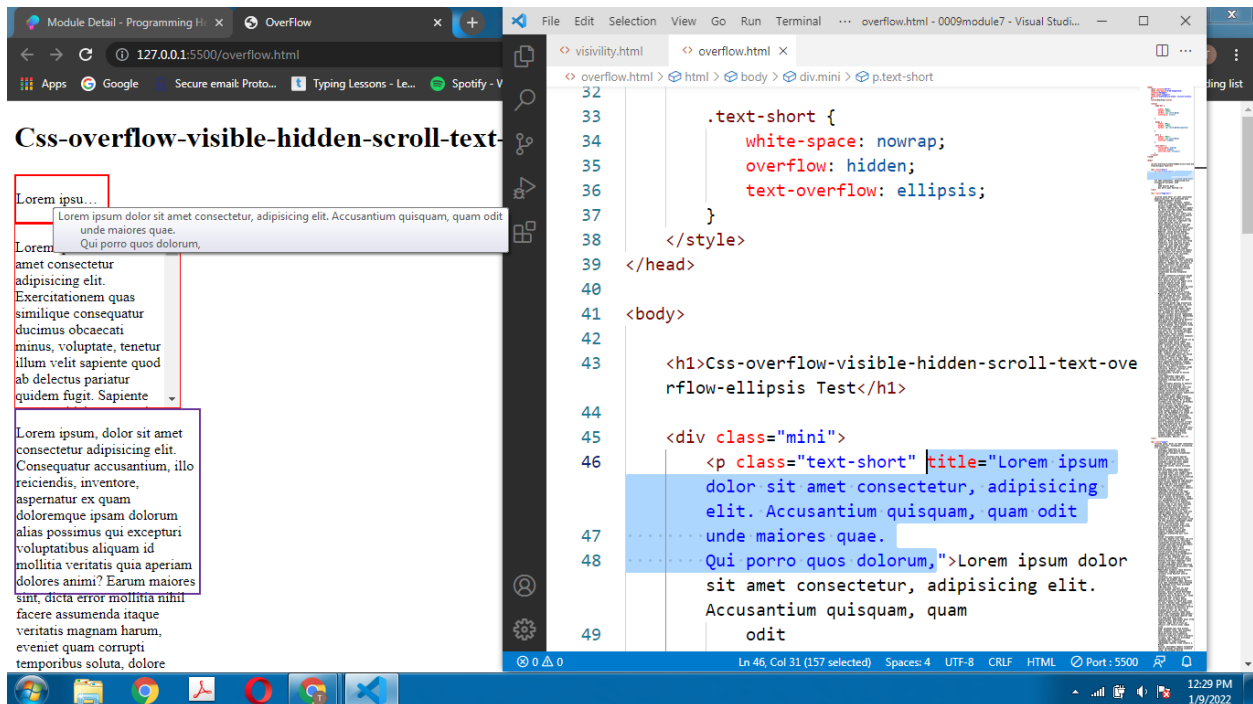 Module Detail - Programming H
OverFlow
127.0.0.1:5500/overflow.html
Apps
Google
Secure email: Proto...
Typing Lessons - Le...
Spotify - V
Css-overflow-visible-hidden-scroll-text-
Lorem ipsu…
Lorem ipsum dolor sit amet consectetur, adipisicing elit. Accusantium quisquam, quam odit
unde maiores quae.
Qui porro quos dolorum,
Lorem
amet consectetur
adipisicing elit.
Exercitationem quas
similique consequatur
ducimus obcaecati
minus, voluptate, tenetur
illum velit sapiente quod
ab delectus pariatur
quidem fugit. Sapiente
Lorem ipsum, dolor sit amet
consectetur adipisicing elit.
Consequatur accusantium, illo
reiciendis, inventore,
aspernatur ex quam
doloremque ipsam dolorum
alias possimus qui excepturi
voluptatibus aliquam id
mollitia veritatis quia aperiam
dolores animi? Earum maiores
sint, dicta error mollitia nihil
facere assumenda itaque
veritatis magnam harum,
eveniet quam corrupti
temporibus soluta, dolore
File Edit Selection View Go Run Terminal ··· overflow.html - 0009module7 - Visual Studi...
visivility.html
overflow.html
overflow.html > html > body > div.mini > p.text-short
32
33 .text-short {
34 white-space: nowrap;
35 overflow: hidden;
36 text-overflow: ellipsis;
37 }
38 </style>
39 </head>
40
41 <body>
42
43 <h1>Css-overflow-visible-hidden-scroll-text-ove
rflow-ellipsis Test</h1>
44
45 <div class="mini">
46 <p class="text-short" title="Lorem ipsum
dolor sit amet consectetur, adipisicing
elit. Accusantium quisquam, quam odit
47 unde maiores quae.
48 Qui porro quos dolorum,">Lorem ipsum dolor
sit amet consectetur, adipisicing elit.
Accusantium quisquam, quam
49 odit
0 0
Ln 46, Col 31 (157 selected) Spaces: 4 UTF-8 CRLF HTML Port : 5500
ding list
12:29 PM
1/9/2022